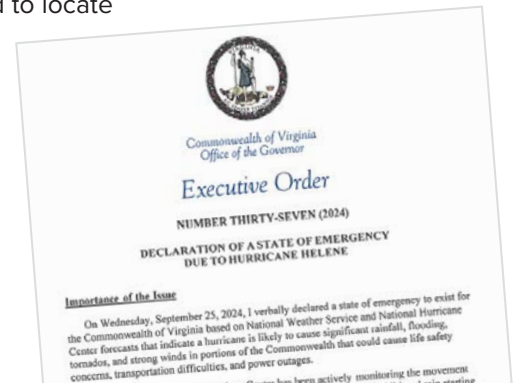 d to locate
VIRGINIA
Commonwealth of Virginia
Office of the Governor
Executive Order
NUMBER THIRTY-SEVEN (2024)
DECLARATION OF A STATE OF EMERGENCY
DUE TO HURRICANE HELENE
Importance of the Issue
On Wednesday, September 25, 2024, I verbally declared a state of emergency to exist for
the Commonwealth of Virginia based on National Weather Service and National Hurricane
Center forecasts that indicate a hurricane is likely to cause significant rainfall, flooding,
tornados, and strong winds in portions of the Commonwealth that could cause life safety
concerns, transportation difficulties, and power outages.
has been actively monitoring the movement